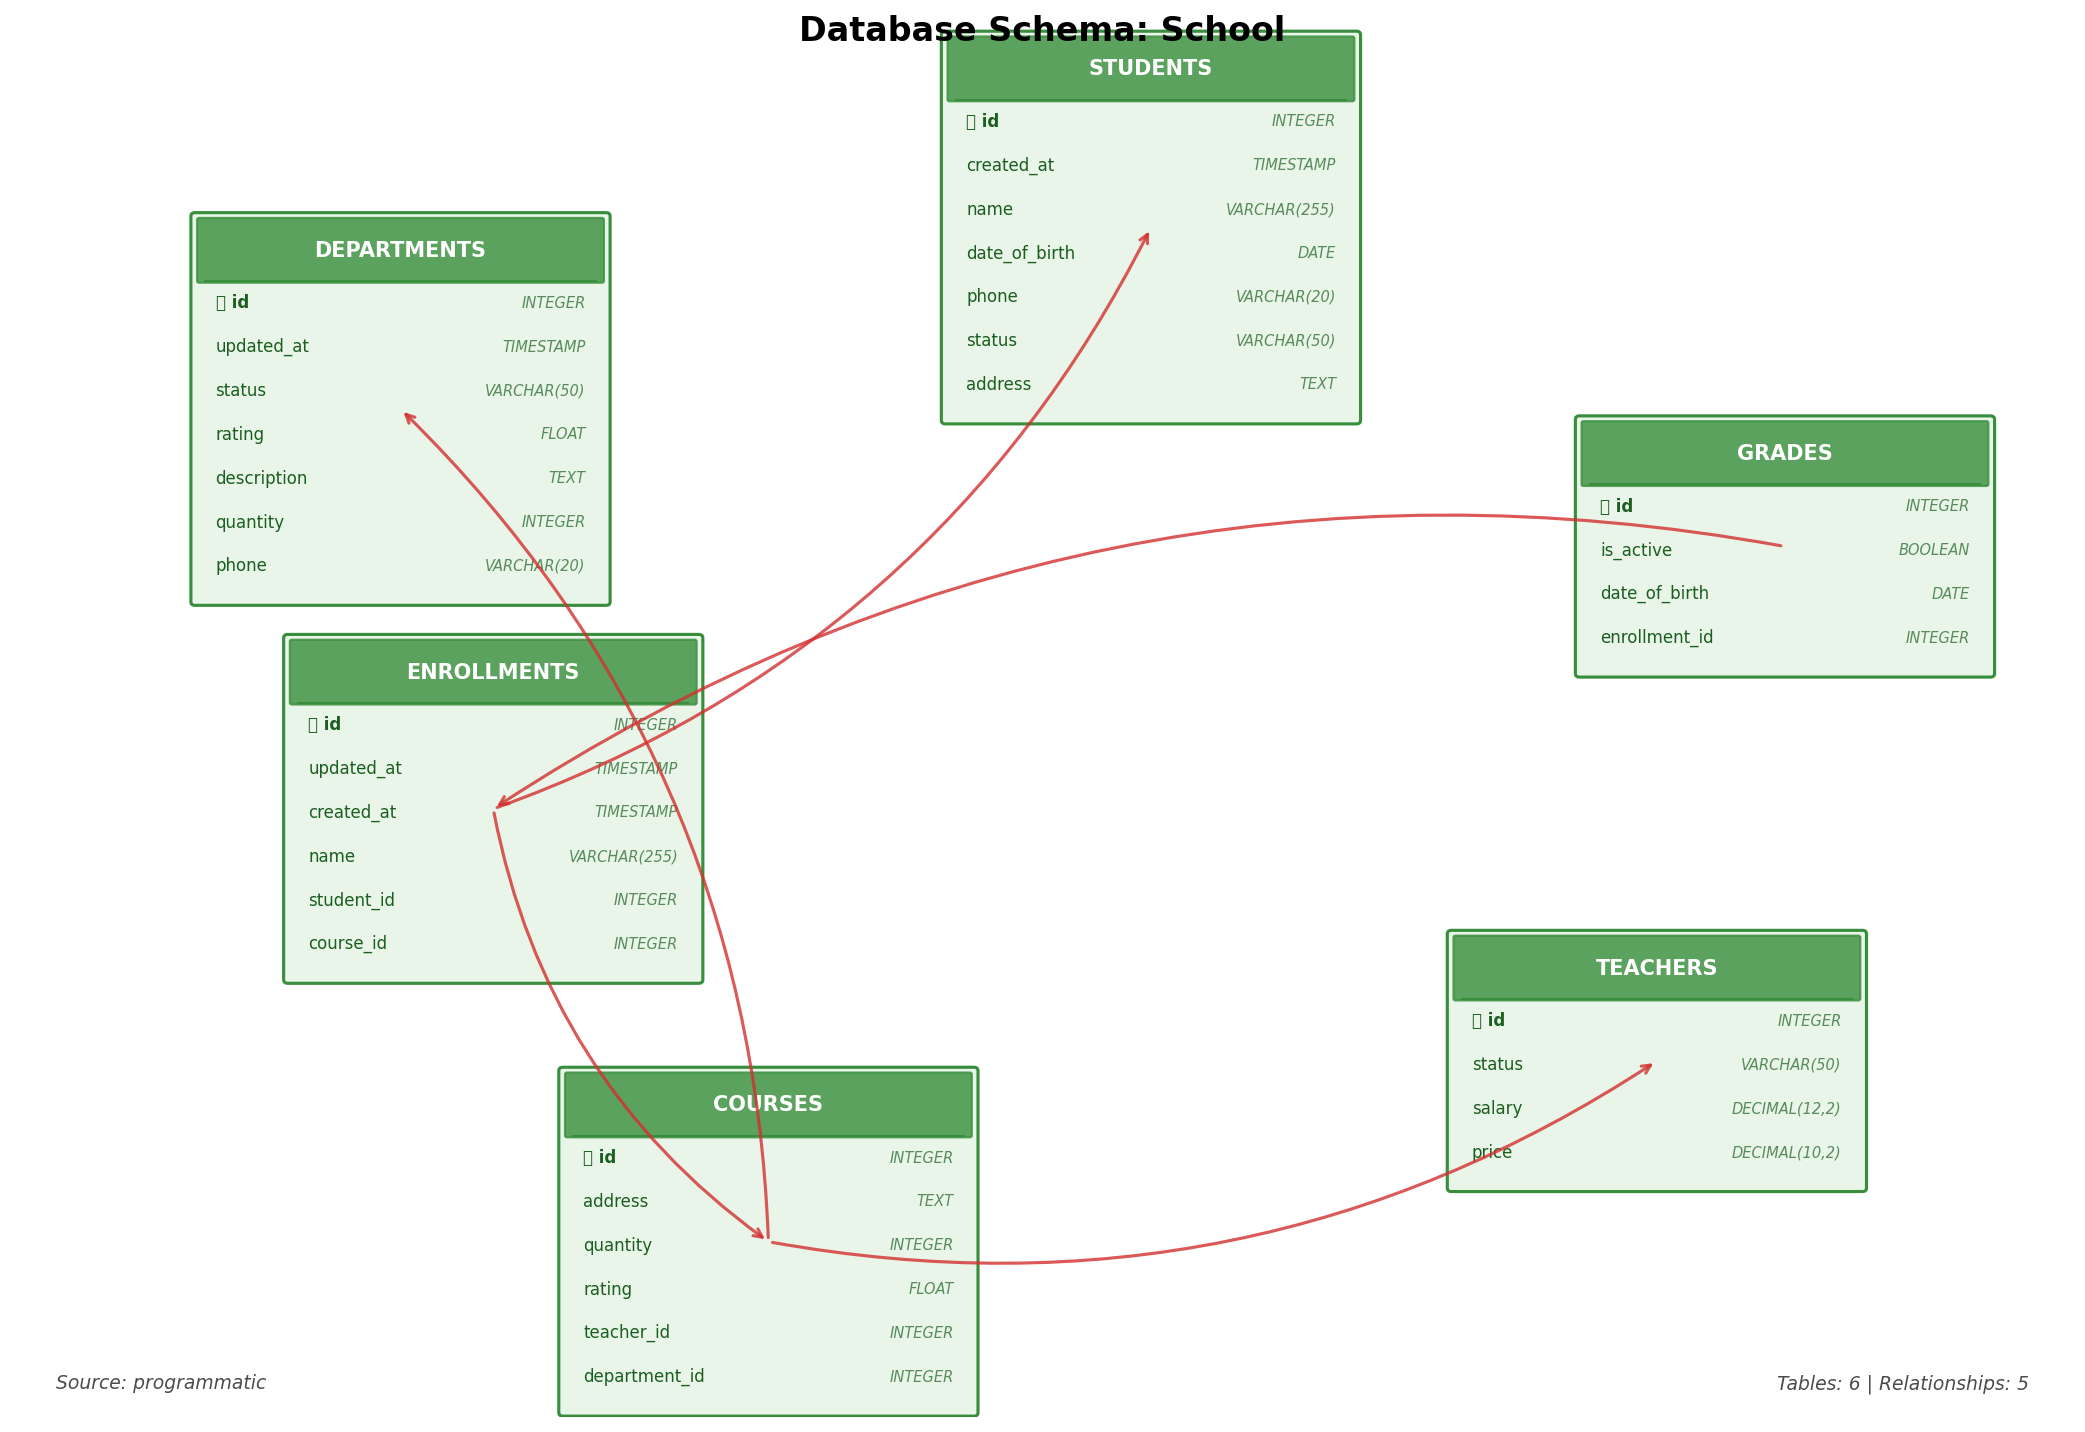 Database Schema: School
STUDENTS
id INTEGER
created_at TIMESTAMP
name VARCHAR(255)
date_of_birth DATE
phone VARCHAR(20)
status VARCHAR(50)
address TEXT
DEPARTMENTS
id INTEGER
updated_at TIMESTAMP
status VARCHAR(50)
rating FLOAT
description TEXT
quantity INTEGER
phone VARCHAR(20)
GRADES
id INTEGER
is_active BOOLEAN
date_of_birth DATE
enrollment_id INTEGER
ENROLLMENTS
id INTEGER
updated_at TIMESTAMP
created_at TIMESTAMP
name VARCHAR(255)
student_id INTEGER
course_id INTEGER
TEACHERS
id INTEGER
status VARCHAR(50)
salary DECIMAL(12,2)
price DECIMAL(10,2)
COURSES
id INTEGER
address TEXT
quantity INTEGER
rating FLOAT
teacher_id INTEGER
department_id INTEGER
Source: programmatic
Tables: 6 | Relationships: 5